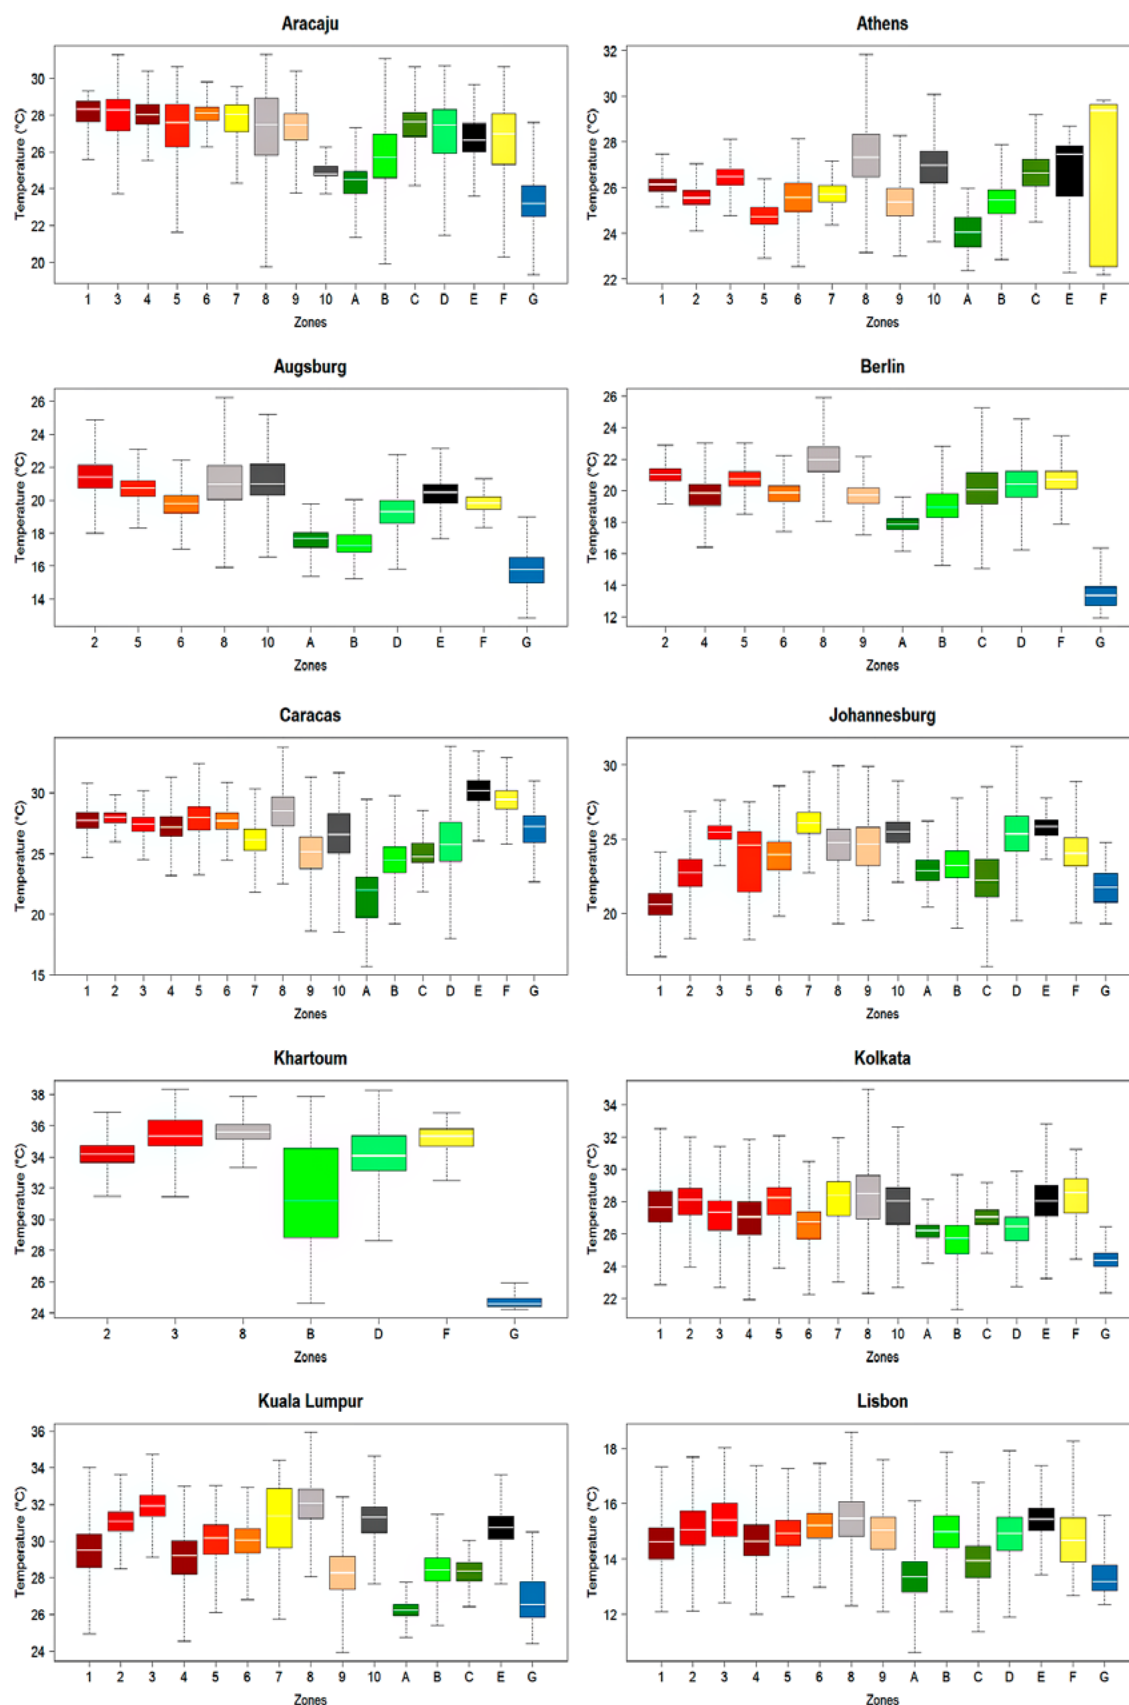 Aracaju
Temperature (°C)
30
28
26
24
22
20
1 3 4 5 6 7 8 9 10 A B C D E F G
Zones
Athens
Temperature (°C)
32
30
28
26
24
22
1 2 3 5 6 7 8 9 10 A B C E F
Zones
Augsburg
Temperature (°C)
26
24
22
20
18
16
14
2 5 6 8 10 A B D E F G
Zones
Berlin
Temperature (°C)
26
24
22
20
18
16
14
12
2 4 5 6 8 9 A B C D F G
Zones
Caracas
Temperature (°C)
30
25
20
15
1 2 3 4 5 6 7 8 9 10 A B C D E F G
Zones
Johannesburg
Temperature (°C)
30
25
20
1 2 3 5 6 7 8 9 10 A B C D E F G
Zones
Khartoum
Temperature (°C)
38
36
34
32
30
28
26
24
2 3 8 B D F G
Zones
Kolkata
Temperature (°C)
34
32
30
28
26
24
22
1 2 3 4 5 6 7 8 10 A B C D E F G
Zones
Kuala Lumpur
Temperature (°C)
36
34
32
30
28
26
24
1 2 3 4 5 6 7 8 9 10 A B C E G
Zones
Lisbon
Temperature (°C)
18
16
14
12
1 2 3 4 5 6 8 9 A B C D E F G
Zones